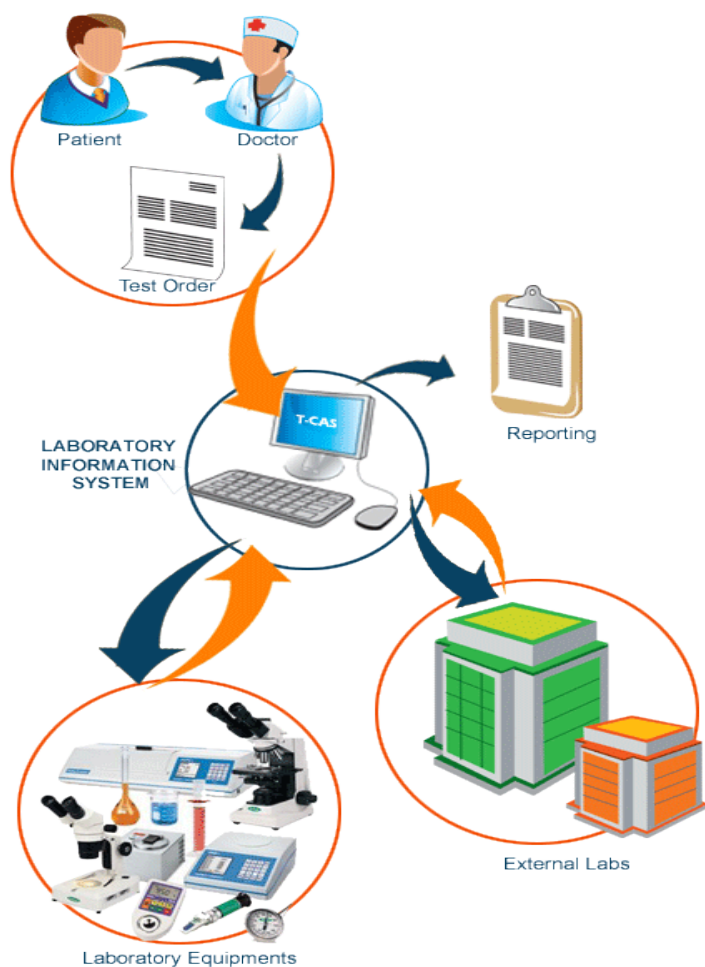 Patient
Doctor
Test Order
T-CAS
Reporting
LABORATORY
INFORMATION
SYSTEM
External Labs
Laboratory Equipments